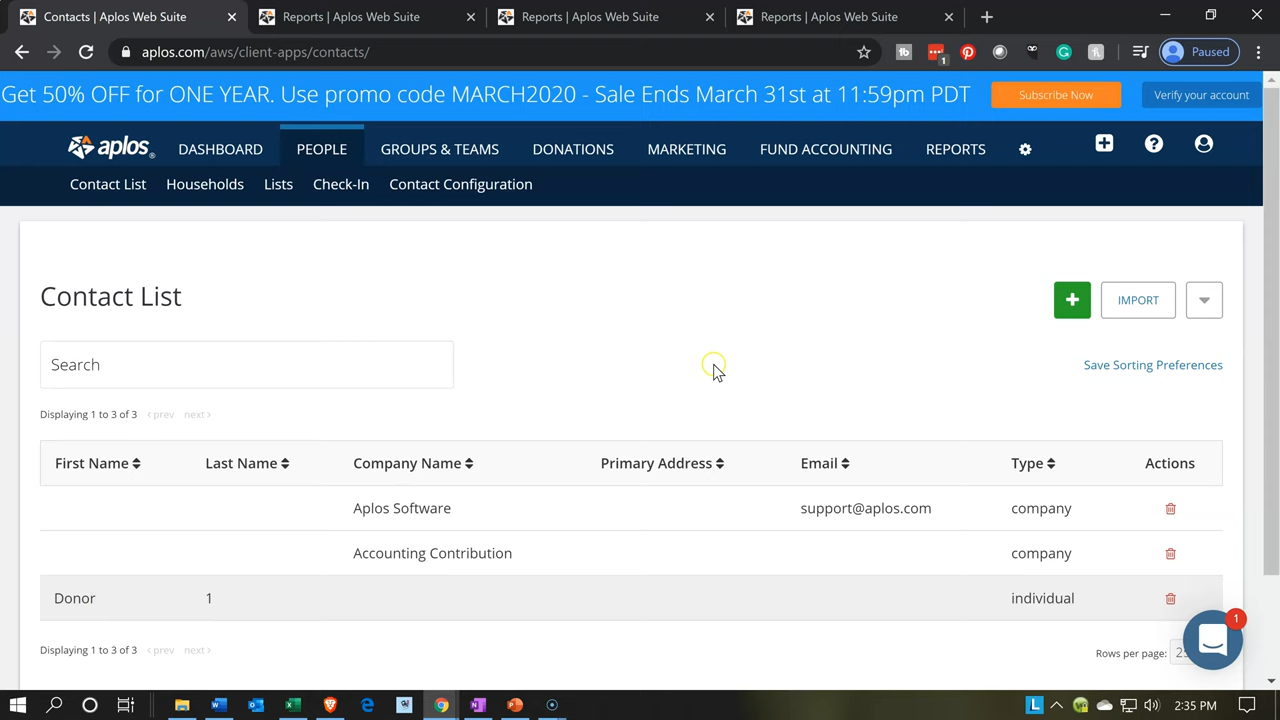 Contacts | Aplos Web Suite
Reports | Aplos Web Suite
Reports | Aplos Web Suite
Reports | Aplos Web Suite
aplos.com/aws/client-apps/contacts/
1
Paused
Get 50% OFF for ONE YEAR. Use promo code MARCH2020 - Sale Ends March 31st at 11:59pm PDT
Subscribe Now
Verify your account
aplos
DASHBOARD
PEOPLE
GROUPS & TEAMS
DONATIONS
MARKETING
FUND ACCOUNTING
REPORTS
Contact List
Households
Lists
Check-In
Contact Configuration
Contact List
IMPORT
Search
Save Sorting Preferences
Displaying 1 to 3 of 3 < prev next >
First Name Last Name Company Name Primary Address Email Type Actions
Aplos Software support@aplos.com company
Accounting Contribution company
Donor 1 individual
1
Displaying 1 to 3 of 3 < prev next >
Rows per page:
2:35 PM